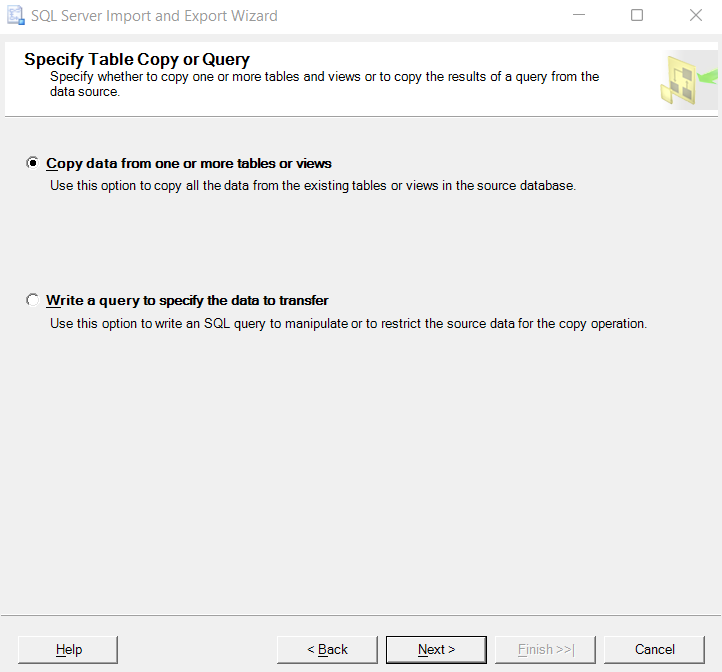 SQL Server Import and Export Wizard
Specify Table Copy or Query
Specify whether to copy one or more tables and views or to copy the results of a query from the
data source.
Copy data from one or more tables or views
Use this option to copy all the data from the existing tables or views in the source database.
Write a query to specify the data to transfer
Use this option to write an SQL query to manipulate or to restrict the source data for the copy operation.
Help
< Back
Next >
Finish >>|
Cancel